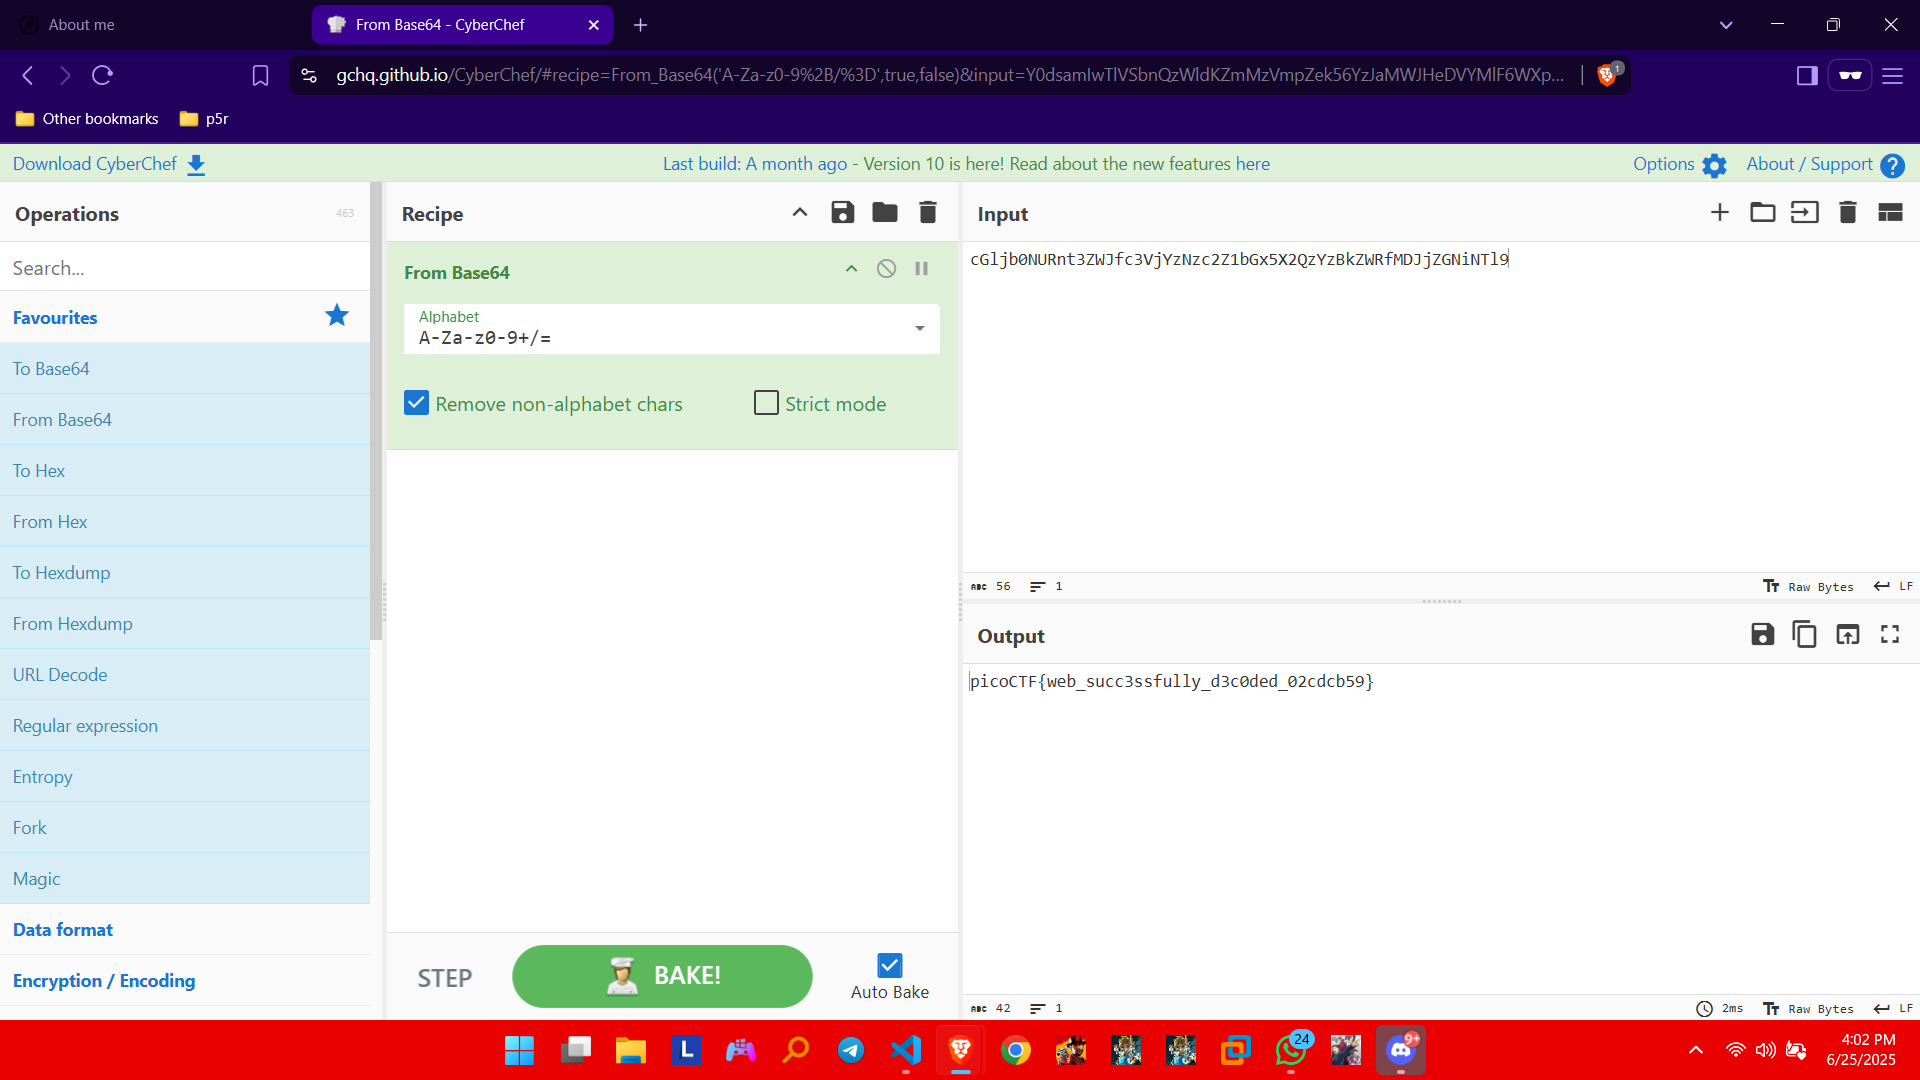 About me
From Base64 - CyberChef
gchq.github.io/CyberChef/#recipe=From_Base64('A-Za-z0-9%2B/%3D',true,false)&input=Y0dsamIwTlVSbnQzWldKZmMzVmpZek56YzJaMWJHeDVYMlF6WXp...
1
Other bookmarks
p5r
Download CyberChef
Last build: A month ago - Version 10 is here! Read about the new features here
Options
About / Support
Operations
463
Recipe
Input
Search...
From Base64
cGljb0NURnt3ZWJfc3VjYzNzc2Z1bGx5X2QzYzBkZWRfMDJjZGNiNTl9
Favourites
Alphabet
A-Za-z0-9+/=
To Base64
Remove non-alphabet chars
Strict mode
From Base64
To Hex
From Hex
To Hexdump
ABC 56
1
Raw Bytes
LF
From Hexdump
Output
URL Decode
picoCTF{web_succ3ssfully_d3c0ded_02cdcb59}
Regular expression
Entropy
Fork
Magic
Data format
Encryption / Encoding
STEP
BAKE!
Auto Bake
ABC 42
1
2ms
Raw Bytes
LF
L
24
9+
4:02 PM
6/25/2025